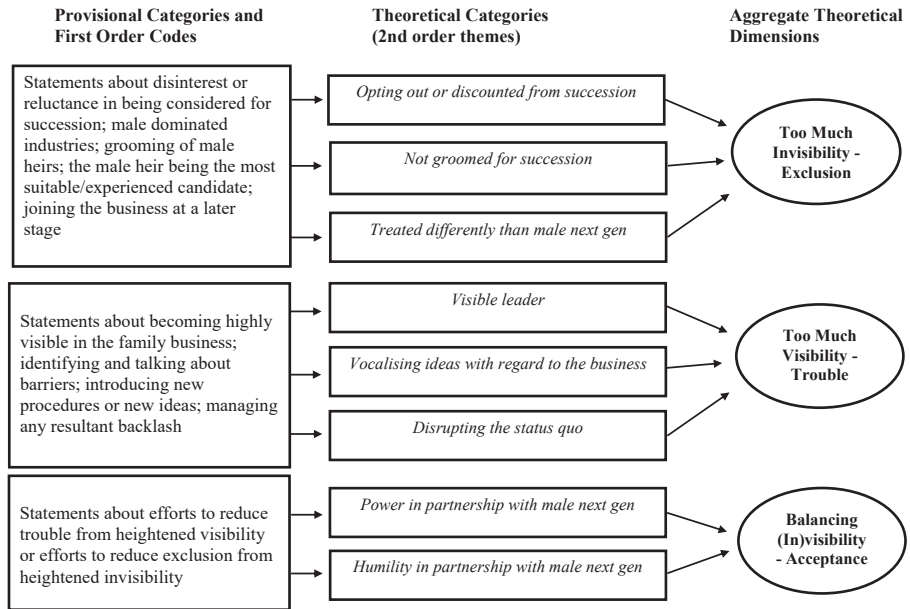 Provisional Categories and
First Order Codes
Theoretical Categories
(2nd order themes)
Aggregate Theoretical
Dimensions
Statements about disinterest or
reluctance in being considered for
succession; male dominated
industries; grooming of male
heirs; the male heir being the most
suitable/experienced candidate;
joining the business at a later
stage
Opting out or discounted from succession
Not groomed for succession
Treated differently than male next gen
Too Much
Invisibility -
Exclusion
Statements about becoming highly
visible in the family business;
identifying and talking about
barriers; introducing new
procedures or new ideas; managing
any resultant backlash
Visible leader
Vocalising ideas with regard to the business
Disrupting the status quo
Too Much
Visibility -
Trouble
Statements about efforts to reduce
trouble from heightened visibility
or efforts to reduce exclusion from
heightened invisibility
Power in partnership with male next gen
Humility in partnership with male next gen
Balancing
(In)visibility
- Acceptance